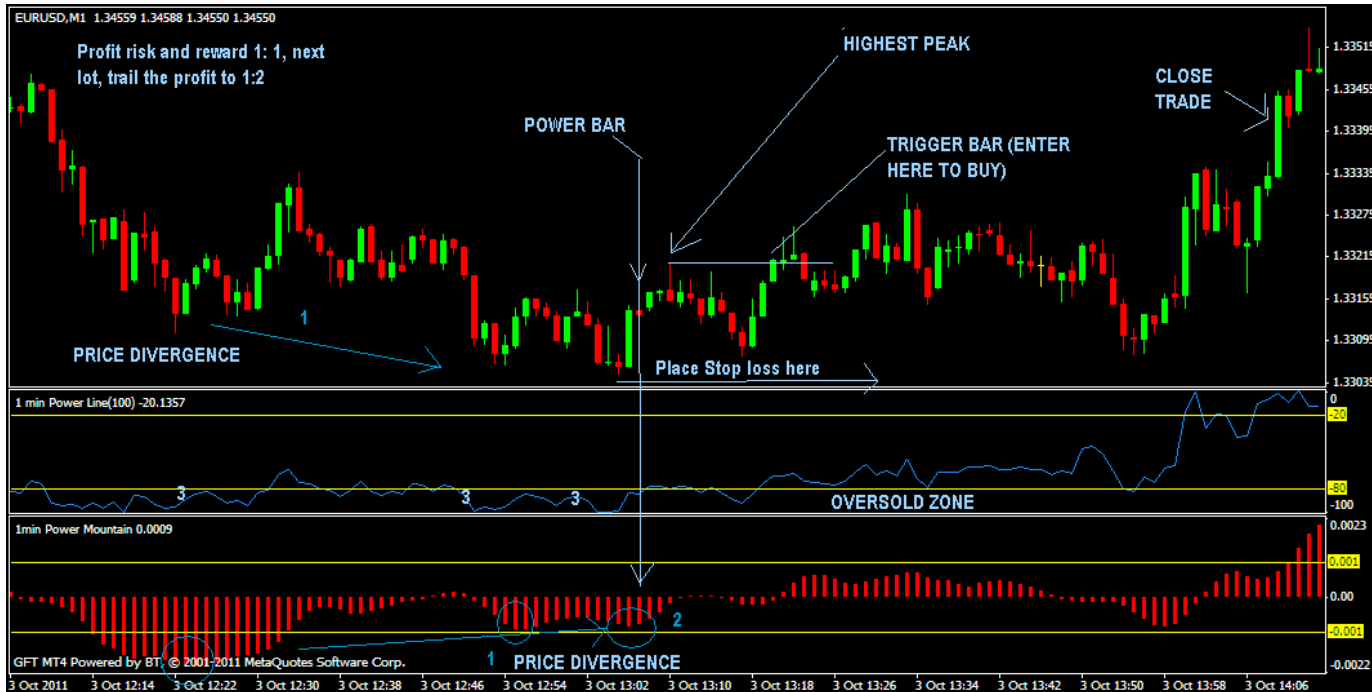 EURUSD,M1 1.34559 1.34588 1.34550 1.34550
Profit risk and reward 1: 1, next
lot, trail the profit to 1:2
HIGHEST PEAK
CLOSE
TRADE
POWER BAR
TRIGGER BAR (ENTER
HERE TO BUY)
1
PRICE DIVERGENCE
Place Stop loss here
1.33515
1.33455
1.33395
1.33335
1.33275
1.33215
1.33155
1.33095
1.33035
1 min Power Line(100) -20.1357
3
3
3
OVERSOLD ZONE
0
-20
-80
-100
1min Power Mountain 0.0009
2
1
PRICE DIVERGENCE
0.0023
0.001
0.00
-0.001
-0.0022
GFT MT4 Powered by BT. © 2001-2011 MetaQuotes Software Corp.
3 Oct 2011 3 Oct 12:14 3 Oct 12:22 3 Oct 12:30 3 Oct 12:38 3 Oct 12:46 3 Oct 12:54 3 Oct 13:02 3 Oct 13:10 3 Oct 13:18 3 Oct 13:26 3 Oct 13:34 3 Oct 13:42 3 Oct 13:50 3 Oct 13:58 3 Oct 14:06